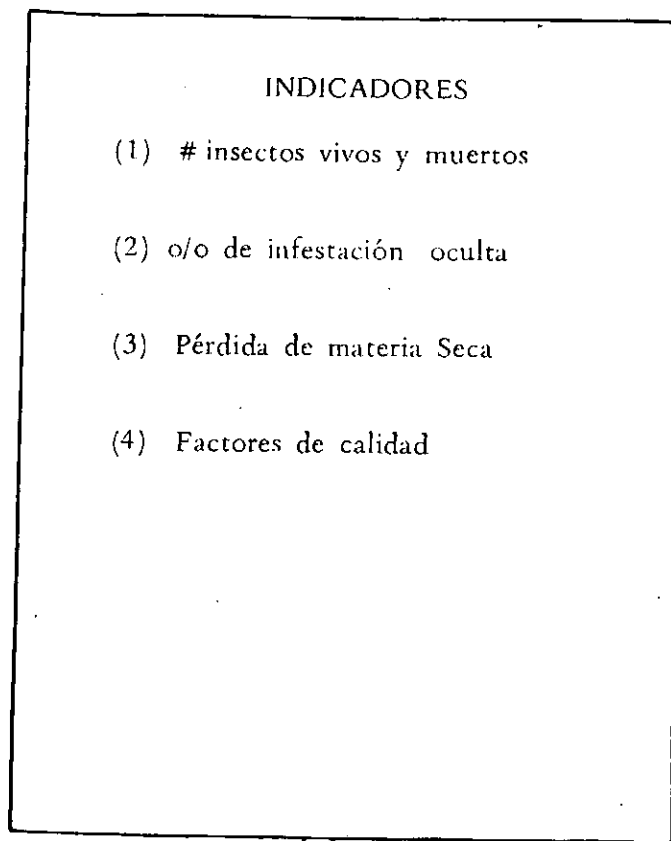 INDICADORES
(1) # insectos vivos y muertos
(2) o/o de infestación oculta
(3) Pérdida de materia Seca
(4) Factores de calidad